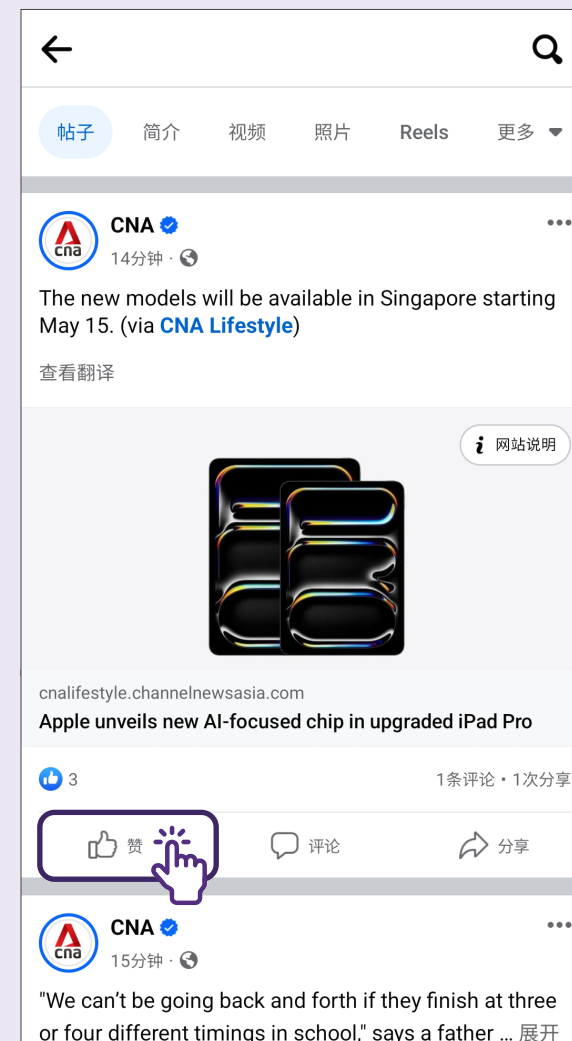 帖子 简介 视频 照片 Reels 更多
CNA
14分钟 ·
cna
The new models will be available in Singapore starting
May 15. (via CNA Lifestyle)
查看翻译
i 网站说明
cnalifestyle.channelnewsasia.com
Apple unveils new AI-focused chip in upgraded iPad Pro
3 1条评论 • 1次分享
赞 评论 分享
CNA
15分钟 ·
cna
"We can’t be going back and forth if they finish at three
or four different timings in school," says a father ... 展开